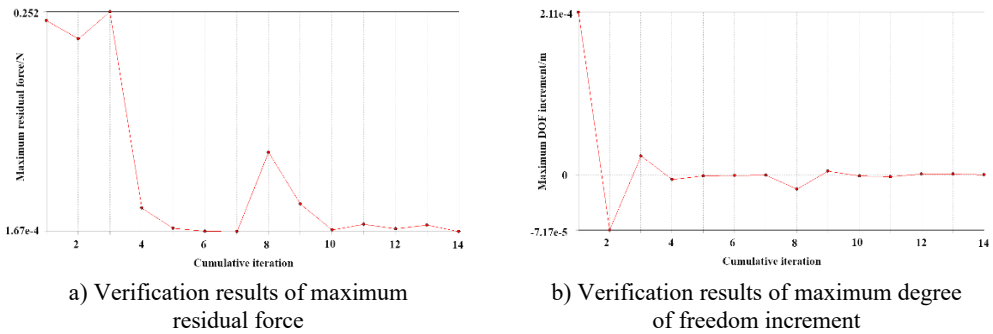 0.252
Maximum residual force/N
1.67e-4
2 4 6 8 10 12 14
Cumulative iteration
a) Verification results of maximum
residual force
2.11e-4
Maximum DOF increment/m
0
-7.17e-5
2 4 6 8 10 12 14
Cumulative iteration
b) Verification results of maximum degree
of freedom increment